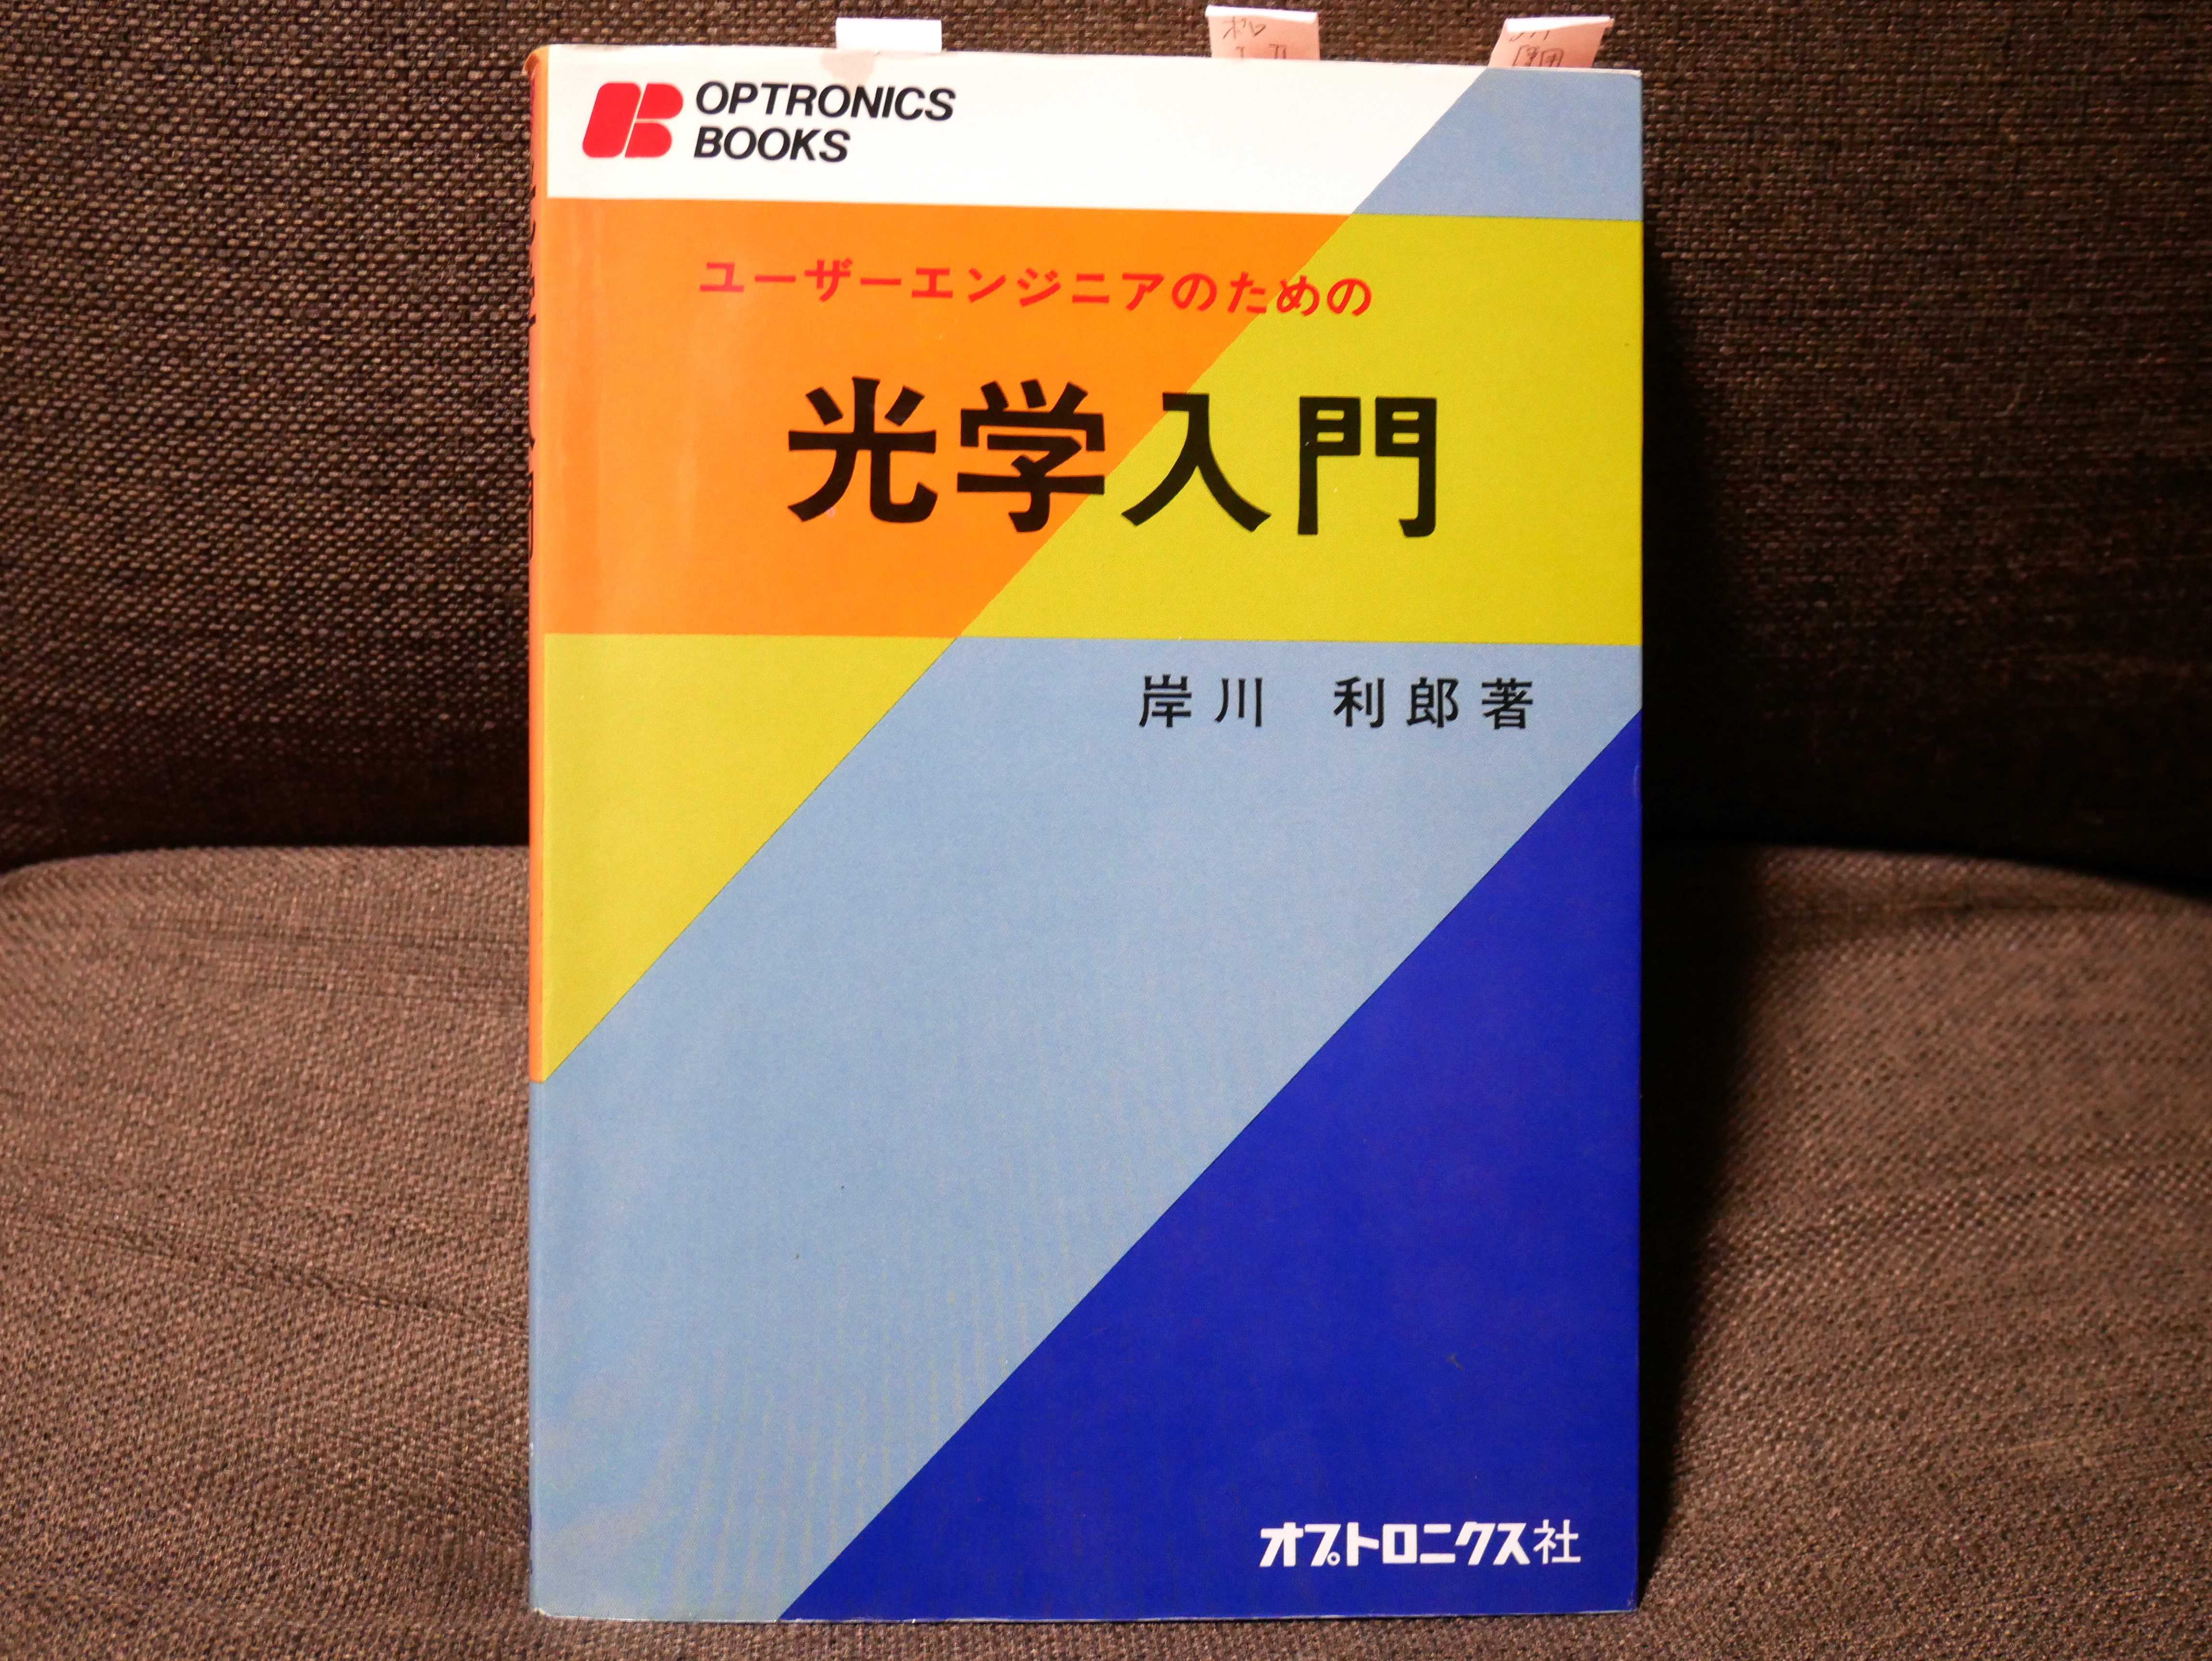 OPTRONICS
BOOKS
ユーザーエンジニアのための
光学入門
岸川 利郎著
オプトロニクス社